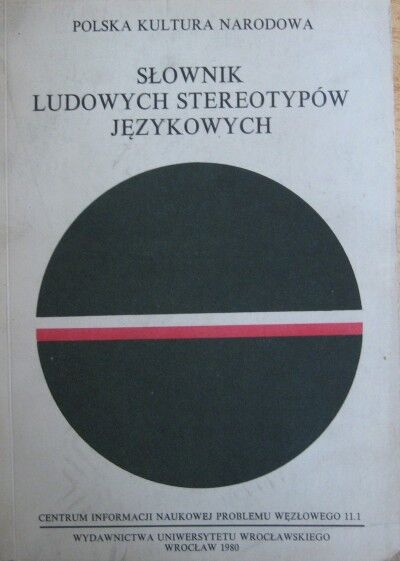 POLSKA KULTURA NARODOWA
SŁOWNIK
LUDOWYCH STEREOTYPÓW
JĘZYKOWYCH
CENTRUM INFORMACJI NAUKOWEJ PROBLEMU WĘZŁOWEGO 11.1
WYDAWNICTWA UNIWERSYTETU WROCŁAWSKIEGO
WROCŁAW 1980